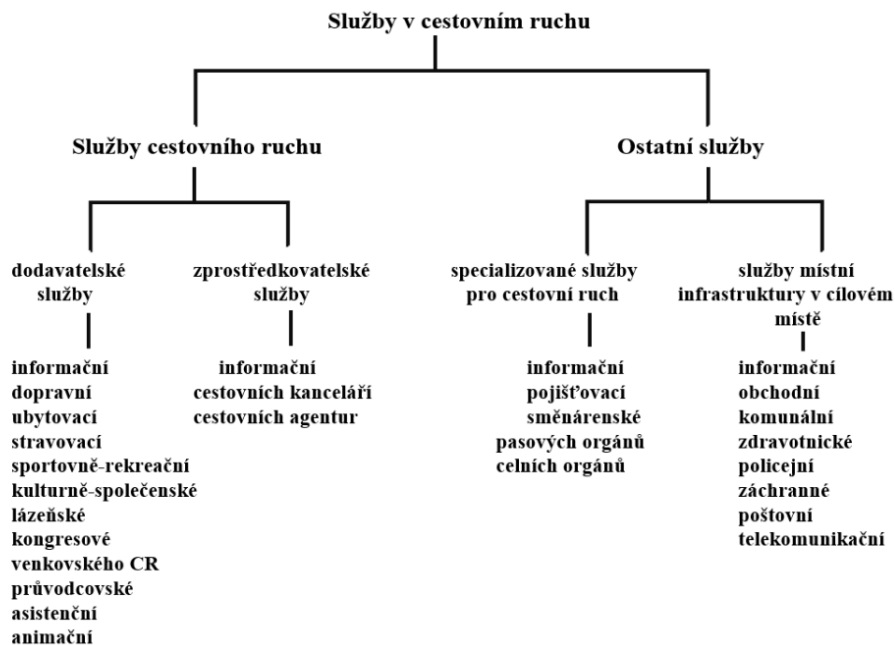 Služby v cestovním ruchu
Služby cestovního ruchu
Ostatní služby
dodavatelské
služby
zprostředkovatelské
služby
specializované služby
pro cestovní ruch
služby místní
infrastruktury v cílovém
místě
informační
dopravní
ubytovací
stravovací
sportovně-rekreační
kulturně-společenské
lázeňské
kongresové
venkovského CR
průvodcovské
asistenční
animační
informační
cestovních kanceláří
cestovních agentur
informační
pojišťovací
směnárenské
pasových orgánů
celních orgánů
informační
obchodní
komunální
zdravotnické
policejní
záchranné
poštovní
telekomunikační